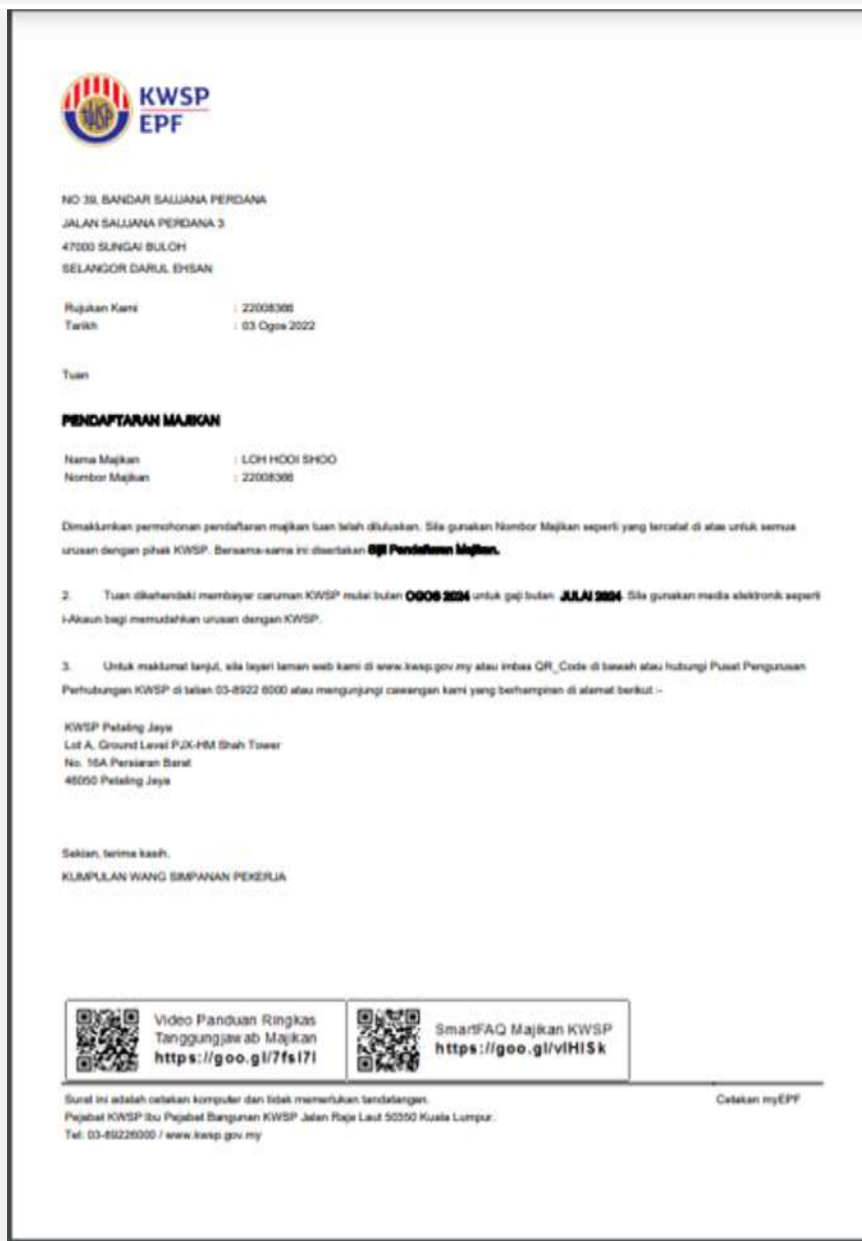 KWSP
EPF
NO 39, BANDAR SAUJANA PERDANA
JALAN SAUJANA PERDANA 3
47000 SUNGAI BULOH
SELANGOR DARUL EHSAN
Rujukan Kami : 22008366
Tarikh : 03 Ogos 2022
Tuan
PENDAFTARAN MAJIKAN
Nama Majikan : LOH HOOI SHOO
Nombor Majikan : 22008366
Dimaklumkan permohonan pendaftaran majikan tuan telah diluluskan. Sila gunakan Nombor Majikan seperti yang tercatat di atas untuk semua
urusan dengan pihak KWSP. Bersama-sama ini disertakan Sijil Pendaftaran Majikan.
2. Tuan dikehendaki membayar caruman KWSP mulai bulan OGOS 2024 untuk gaji bulan JULAI 2024. Sila gunakan media elektronik seperti
i-Akaun bagi memudahkan urusan dengan KWSP.
3. Untuk maklumat lanjut, sila layari laman web kami di www.kwsp.gov.my atau imbas QR_Code di bawah atau hubungi Pusat Pengurusan
Perhubungan KWSP di talian 03-8922 6000 atau mengunjungi cawangan kami yang berhampiran di alamat berikut :-
KWSP Petaling Jaya
Lot A, Ground Level PJX-HM Shah Tower
No. 16A Persiaran Barat
46050 Petaling Jaya
Sekian, terima kasih.
KUMPULAN WANG SIMPANAN PEKERJA
Video Panduan Ringkas
Tanggungjawab Majikan
https://goo.gl/7fsI7l
SmartFAQ Majikan KWSP
https://goo.gl/vIHISk
Surat ini adalah cetakan komputer dan tidak memerlukan tandatangan. Cetakan myEPF
Pejabat KWSP Ibu Pejabat Bangunan KWSP Jalan Raja Laut 50350 Kuala Lumpur.
Tel: 03-89226000 / www.kwsp.gov.my